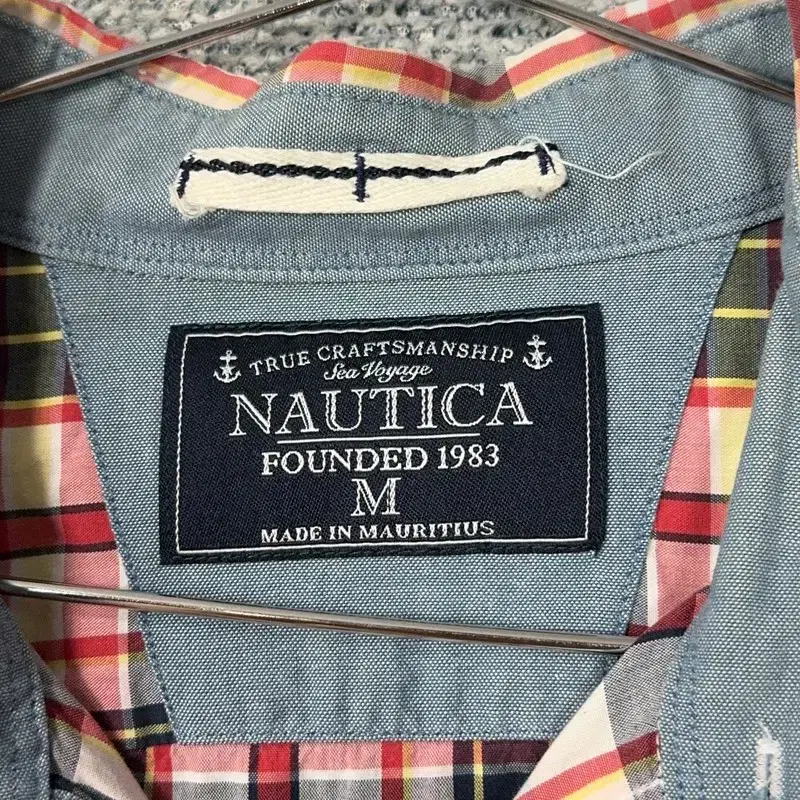 TRUE CRAFTSMANSHIP
Sea Voyage
NAUTICA
FOUNDED 1983
M
MADE IN MAURITIUS